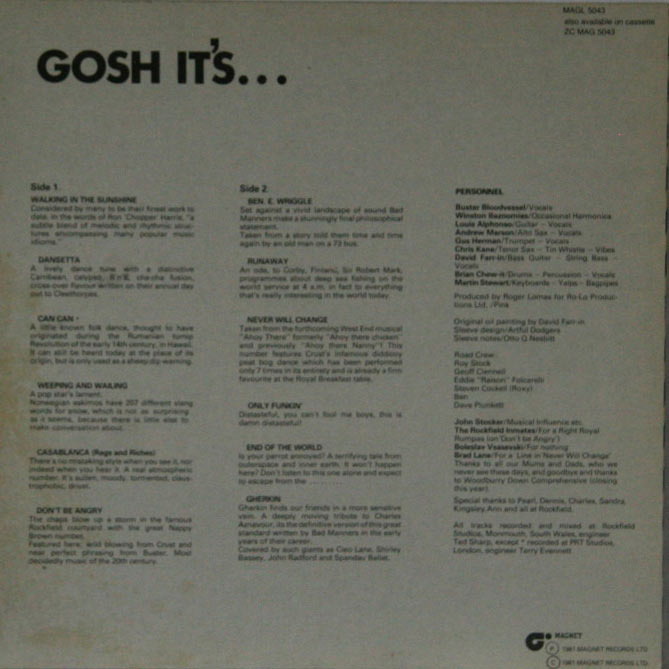 MAGL 5043
also available on cassette
ZC MAG 5043
GOSH IT'S...
Side 1.
WALKING IN THE SUNSHINE
Considered by many to be their finest work to
date. In the words of Ron 'Chopper' Harris, "a
subtle blend of melodic and rhythmic struc-
tures encompassing many popular music
idioms."
DANSETTA
A lively dance tune with a distinctive
Carribean, calypso, B'n'E, cha-cha fusion,
cross-over flavour written on their annual day
out to Cleethorpes.
CAN CAN *
A little known folk dance, thought to have
originated during the Rumanian turnip
Revolution of the early 14th century, in Hawaii.
It can still be heard today at the place of its
origin, but is only used as a sheep-dip warning.
WEEPING AND WAILING
A pop star's lament.
Norwegian eskimos have 207 different slang
words for snow, which is not as surprising
as it seems, because there is little else to
make conversation about.
CASABLANCA (Rags and Riches)
There's no mistaking style when you see it, nor
indeed when you hear it. A real atmospheric
number. It's sullen, moody, tormented, claus-
trophobic, drivel.
DON'T BE ANGRY
The chaps blow up a storm in the famous
Rockfield courtyard with the great Nappy
Brown number.
Featured here; wild blowing from Crust and
near perfect phrasing from Buster. Most
decidedly music of the 20th century.
Side 2
BEN. E. WRIGGLE
Set against a vivid landscape of sound Bad
Manners make a stunningly final philosophical
statement.
Taken from a story told them time and time
again by an old man on a 73 bus.
RUNAWAY
An ode, to Corby, Finland, Sir Robert Mark,
programmes about deep sea fishing on the
world service at 4 a.m, in fact to everything
that's really interesting in the world today.
NEVER WILL CHANGE
Taken from the forthcoming West End musical
"Ahoy There" formerly "Ahoy there chicken"
and previously "Ahoy there Nanny"! This
number features Crust's infamous diddicoy
peat bog dance which has been performed
only 7 times in its entirety and is already a firm
favourite at the Royal Breakfast table.
ONLY FUNKIN'
Distasteful, you can't fool me boys, this is
damn distasteful!
END OF THE WORLD
Is your parrot annoyed? A terrifying tale from
outerspace and inner earth. It won't happen
here? Don't listen to this one alone and expect
to escape from the ......
GHERKIN
Gherkin finds our friends in a more sensitive
vain. A deeply moving tribute to Charles
Aznavour, its the definitive version of this great
standard written by Bad Manners in the early
years of their career.
Covered by such giants as Cleo Lane, Shirley
Bassey, John Radford and Spandau Ballet.
PERSONNEL
Buster Bloodvessel/Vocals
Winston Bazoomies/Occasional Harmonica
Louis Alphonso/Guitar – Vocals
Andrew Marson/Alto Sax – Vocals
Gus Herman/Trumpet – Vocals
Chris Kane/Tenor Sax – Tin Whistle – Vibes
David Farr-in/Bass Guitar – String Bass –
Vocals
Brian Chew-it/Drums – Percussion – Vocals
Martin Stewart/Keyboards – Yelps – Bagpipes
Produced by Roger Lomas for Ro-Lo Produc-
tions Ltd. /Pink
Original oil painting by David Farr-in
Sleeve design/Artful Dodgers
Sleeve notes/Otto Q Nesbitt
Road Crew:
Roy Stock
Geoff Clennell
Eddie "Raison" Folcarelli
Steven Cockell (Roxy)
Ben
Dave Plunkett
John Stocker/Musical Influence etc.
The Rockfield Inmates/For a Right Royal
Rumpas (on 'Don't be Angry')
Boleslav Vsaievski/For nothing
Brad Lane/For a 'Line in Never Will Change'
Thanks to all our Mums and Dads, who we
never see these days, and goodbye and thanks
to Woodburry Down Comprehensive (closing
this year).
Special thanks to Pearl, Dennis, Charles, Sandra,
Kingsley, Ann and all at Rockfield.
All tracks recorded and mixed at Rockfield
Studios, Monmouth, South Wales, engineer
Ted Sharp, except * recorded at PRT Studios,
London, engineer Terry Evennett
MAGNET
Ⓟ 1981 MAGNET RECORDS LTD
© 1981 MAGNET RECORDS LTD